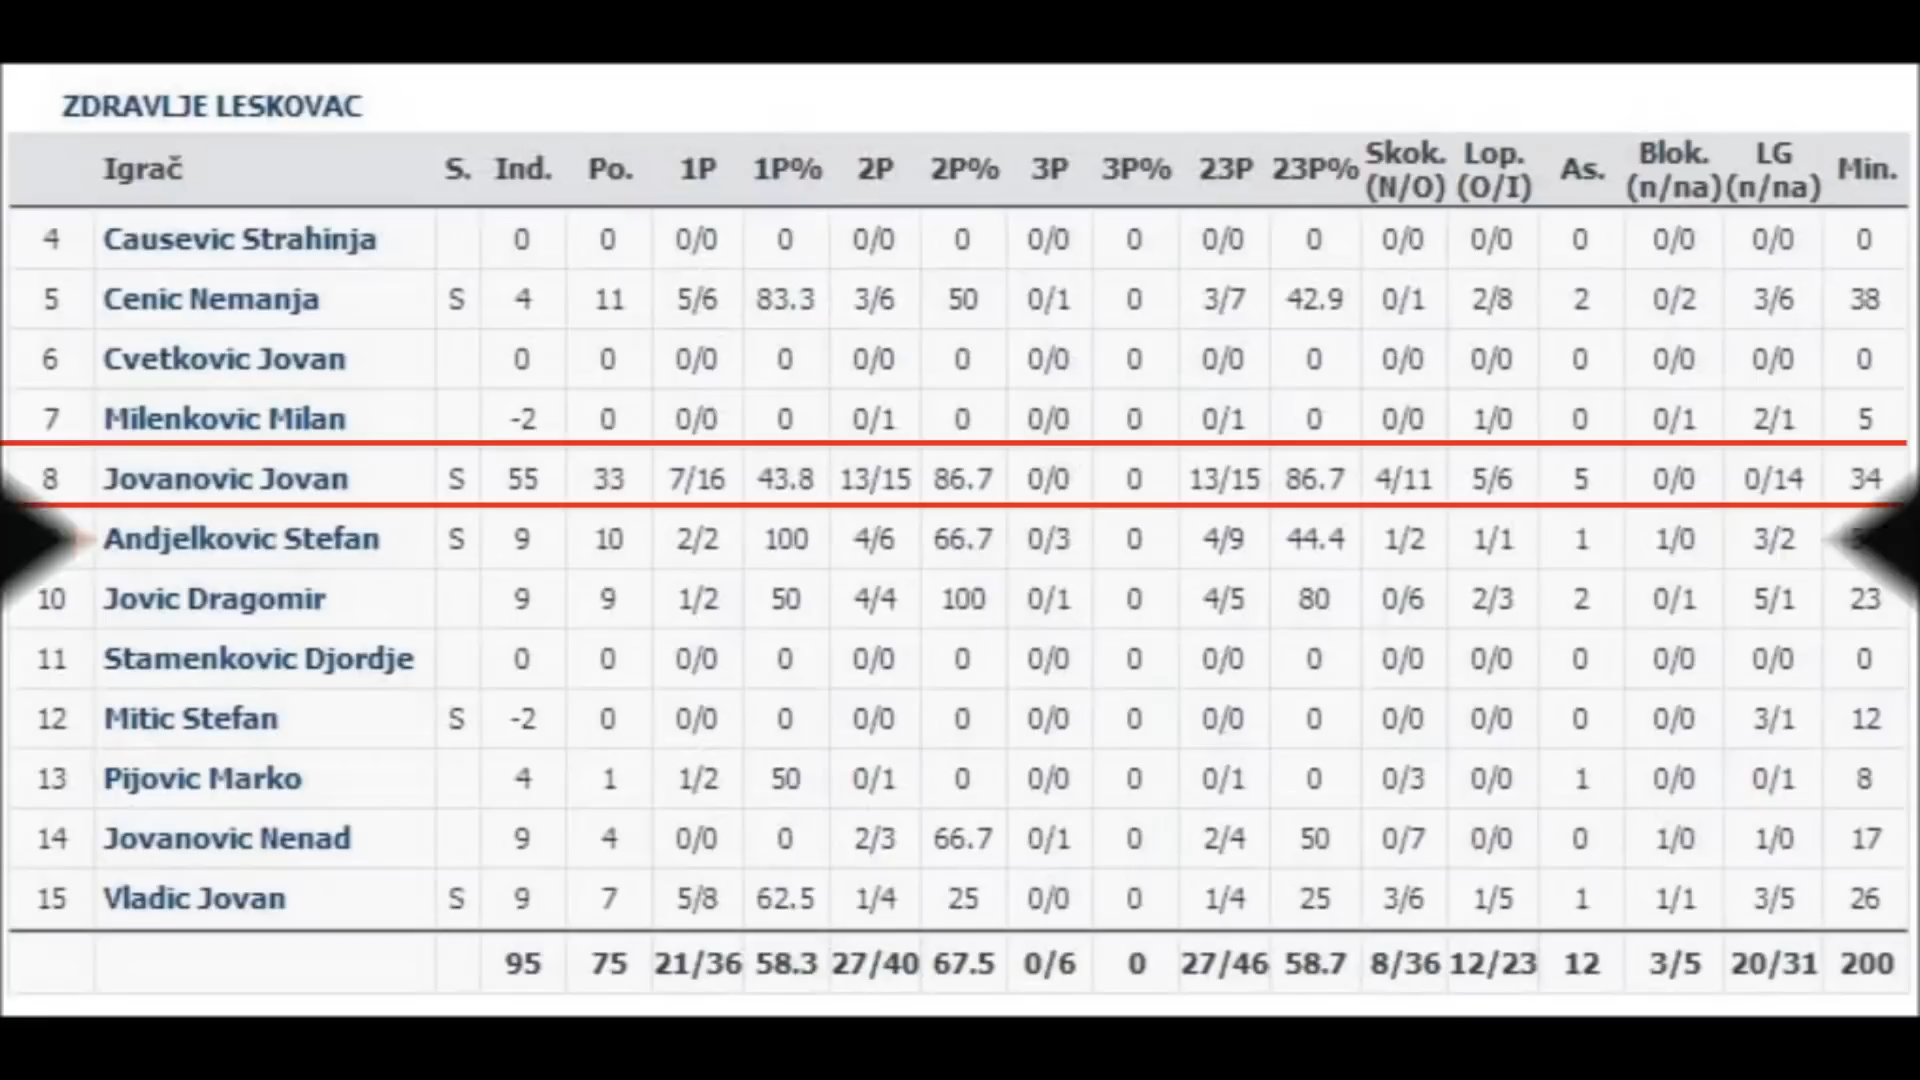 ZDRAVLJE LESKOVAC
Igrač S. Ind. Po. 1P 1P% 2P 2P% 3P 3P% 23P 23P% Skok. (N/O) Lop. (O/I) As. Blok. (n/na) LG (n/na) Min.
4 Causevic Strahinja 0 0 0/0 0 0/0 0 0/0 0 0/0 0 0/0 0/0 0 0/0 0/0 0
5 Cenic Nemanja S 4 11 5/6 83.3 3/6 50 0/1 0 3/7 42.9 0/1 2/8 2 0/2 3/6 38
6 Cvetkovic Jovan 0 0 0/0 0 0/0 0 0/0 0 0/0 0 0/0 0/0 0 0/0 0/0 0
7 Milenkovic Milan -2 0 0/0 0 0/1 0 0/0 0 0/1 0 0/0 1/0 0 0/1 2/1 5
8 Jovanovic Jovan S 55 33 7/16 43.8 13/15 86.7 0/0 0 13/15 86.7 4/11 5/6 5 0/0 0/14 34
Andjelkovic Stefan S 9 10 2/2 100 4/6 66.7 0/3 0 4/9 44.4 1/2 1/1 1 1/0 3/2
10 Jovic Dragomir 9 9 1/2 50 4/4 100 0/1 0 4/5 80 0/6 2/3 2 0/1 5/1 23
11 Stamenkovic Djordje 0 0 0/0 0 0/0 0 0/0 0 0/0 0 0/0 0/0 0 0/0 0/0 0
12 Mitic Stefan S -2 0 0/0 0 0/0 0 0/0 0 0/0 0 0/0 0/0 0 0/0 3/1 12
13 Pijovic Marko 4 1 1/2 50 0/1 0 0/0 0 0/1 0 0/3 0/0 1 0/0 0/1 8
14 Jovanovic Nenad 9 4 0/0 0 2/3 66.7 0/1 0 2/4 50 0/7 0/0 0 1/0 1/0 17
15 Vladic Jovan S 9 7 5/8 62.5 1/4 25 0/0 0 1/4 25 3/6 1/5 1 1/1 3/5 26
95 75 21/36 58.3 27/40 67.5 0/6 0 27/46 58.7 8/36 12/23 12 3/5 20/31 200